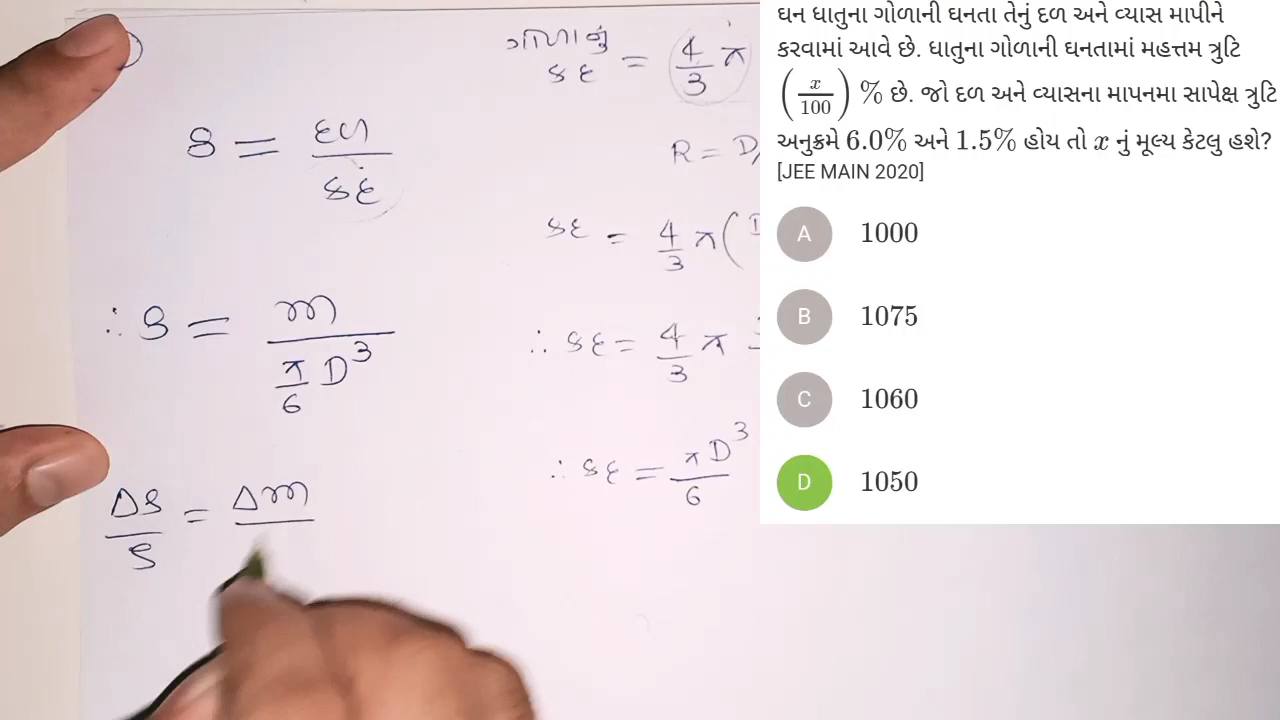 ગોળાનું
કદ = 4/3 π
S = દળ/કદ
R = D/
કદ = 4/3 π(
∴ S = m / (π/6 D³)
∴ કદ = 4/3 π
∴ કદ = πD³/6
ΔS/S = Δm
ઘન ધાતુના ગોળાની ઘનતા તેનું દળ અને વ્યાસ માપીને
કરવામાં આવે છે. ધાતુના ગોળાની ઘનતામાં મહત્તમ ત્રુટિ
(x/100) % છે. જો દળ અને વ્યાસના માપનમા સાપેક્ષ ત્રુટિ
અનુક્રમે 6.0% અને 1.5% હોય તો x નું મૂલ્ય કેટલુ હશે?
[JEE MAIN 2020]
A 1000
B 1075
C 1060
D 1050